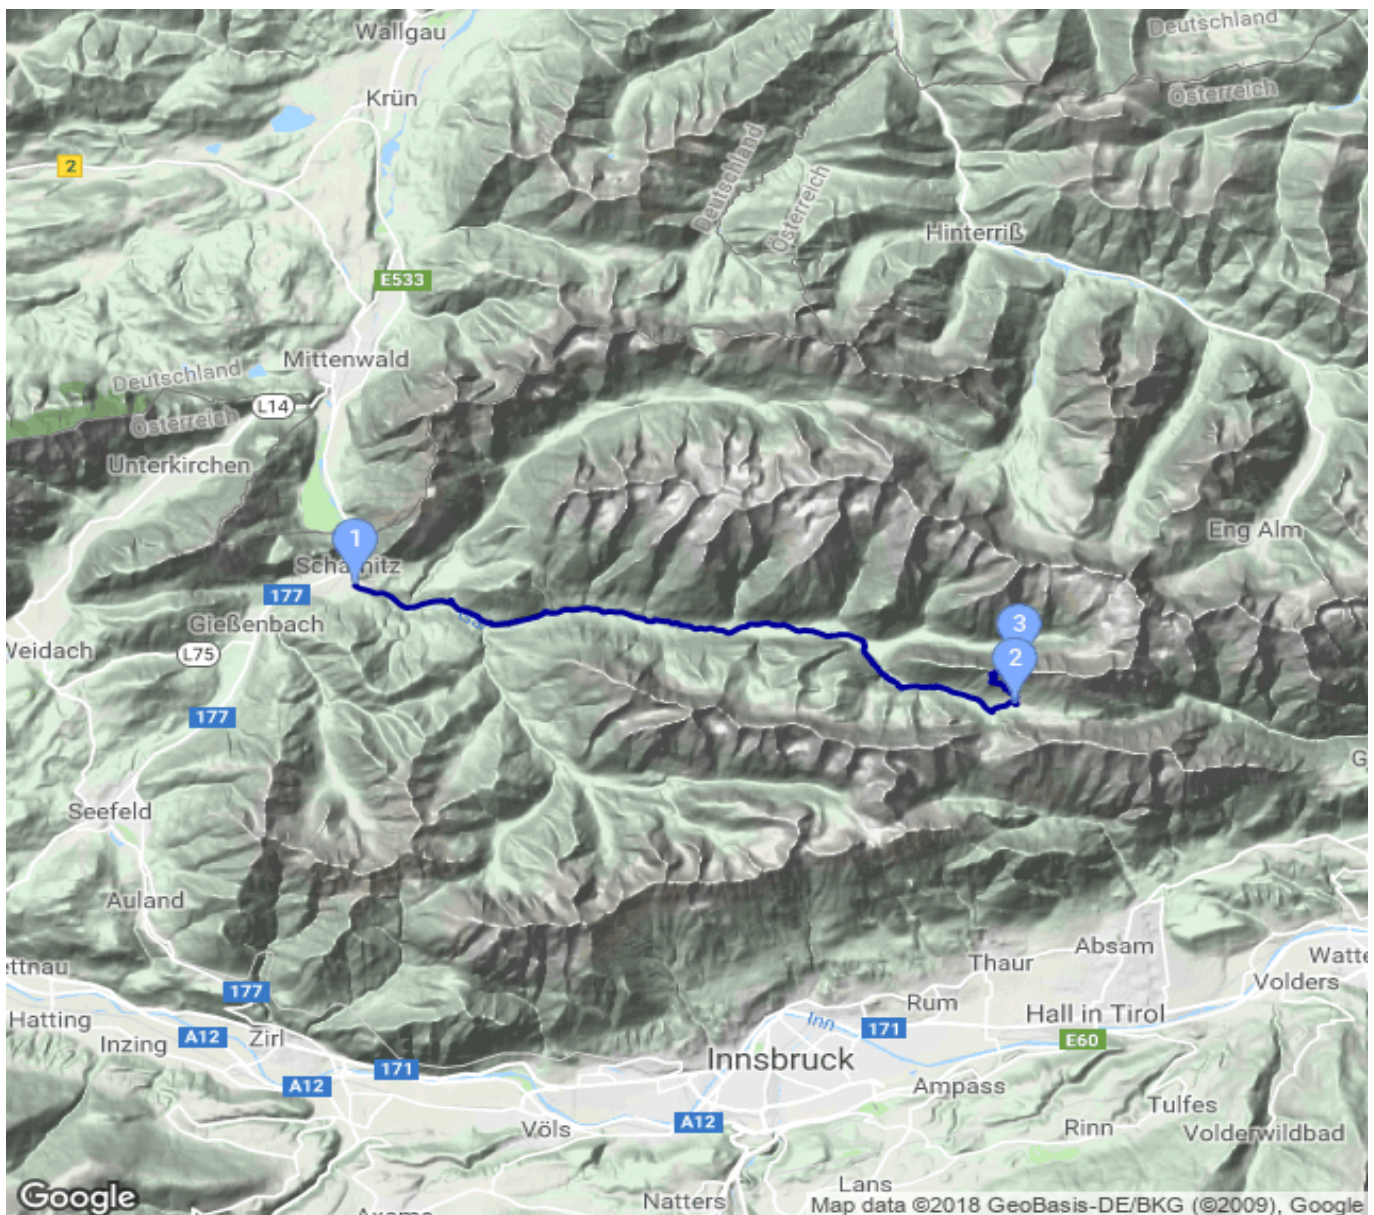 Wallgau
Deutschland
Österreich
Krün
2
Deutschland
Österreich
Hinterriß
E533
Mittenwald
Deutschland
Österreich
L14
Unterkirchen
Eng Alm
1
Scharnitz
177
Gießenbach
3
Weidach
L75
2
177
Seefeld
Auland
Absam
Thaur
Watte
ettnau
177
Volders
Rum
Hatting
Inn
Hall in Tirol
A12
Zirl
171
Inzing
E60
Innsbruck
171
A12
Ampass
Tulfes
A12
Völs
Rinn
Volderwildbad
Lans
Natters
Google
Map data ©2018 GeoBasis-DE/BKG (©2009), Google